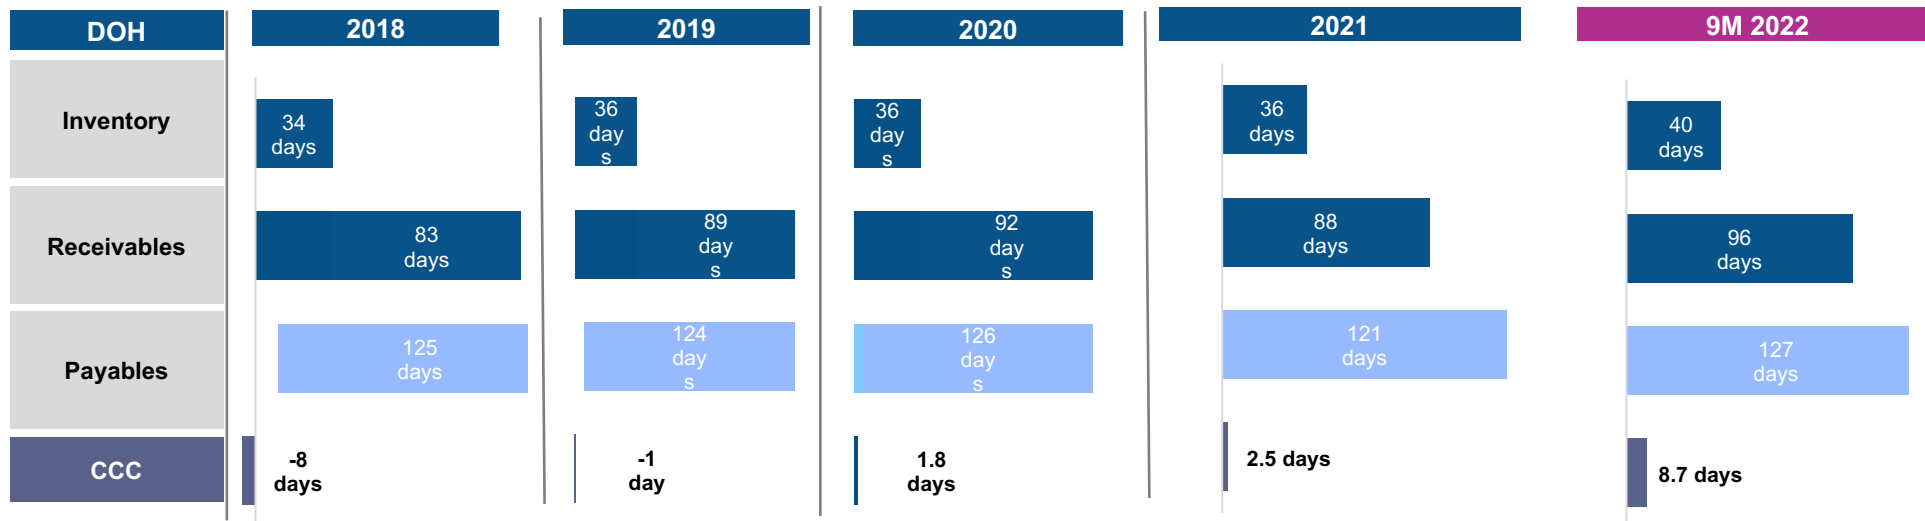 DOH
2018
2019
2020
2021
9M 2022
Inventory
34
days
36
day
s
36
day
s
36
days
40
days
Receivables
83
days
89
day
s
92
day
s
88
days
96
days
Payables
125
days
124
day
s
126
day
s
121
days
127
days
CCC
-8
days
-1
day
1.8
days
2.5 days
8.7 days